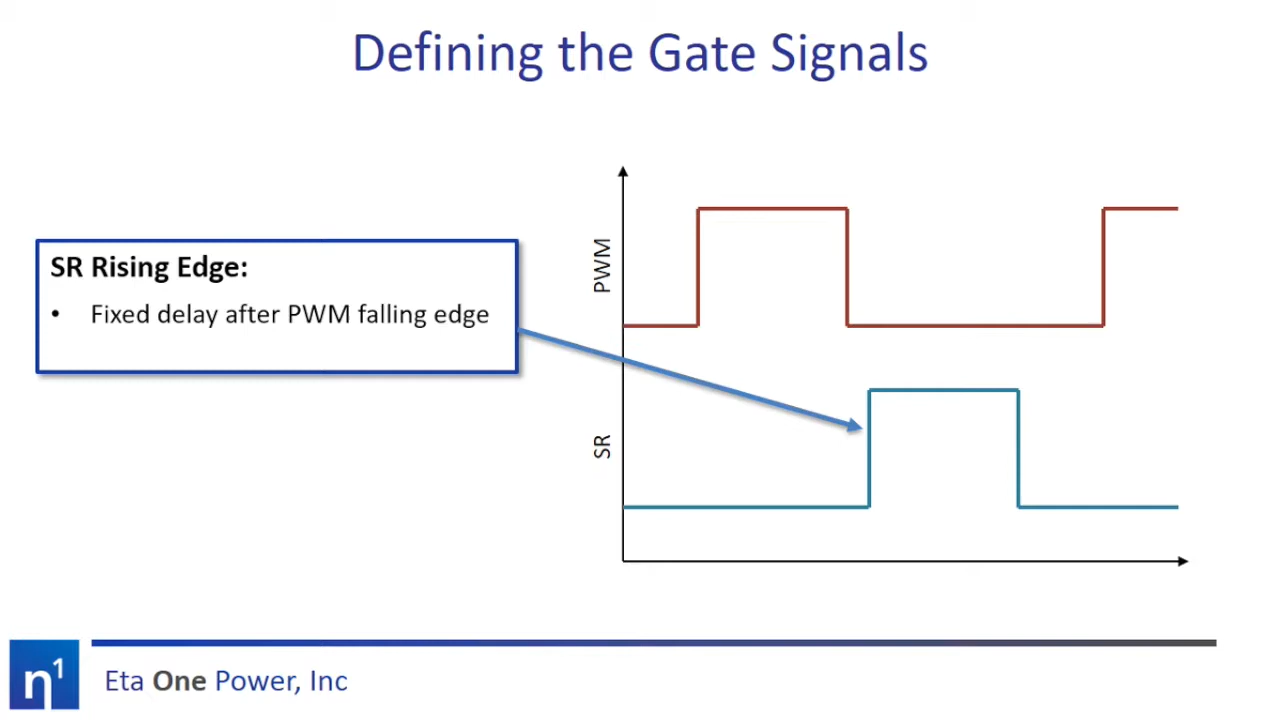 Defining the Gate Signals
SR Rising Edge:
• Fixed delay after PWM falling edge
PWM
SR
η1
Eta One Power, Inc